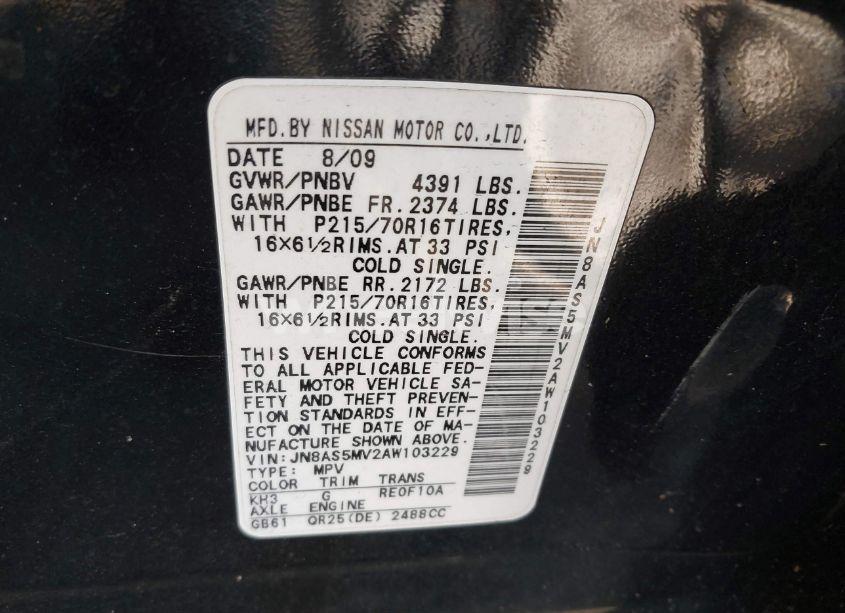 MFD.BY NISSAN MOTOR CO.,LTD.
DATE 8/09
GVWR/PNBV 4391 LBS.
GAWR/PNBE FR.2374 LBS.
WITH P215/70R16TIRES,
16X6½RIMS.AT 33 PSI
COLD SINGLE.
GAWR/PNBE RR.2172 LBS.
WITH P215/70R16TIRES,
16X6½RIMS.AT 33 PSI
COLD SINGLE.
THIS VEHICLE CONFORMS
TO ALL APPLICABLE FED-
ERAL MOTOR VEHICLE SA-
FETY AND THEFT PREVEN-
TION STANDARDS IN EFF-
ECT ON THE DATE OF MA-
NUFACTURE SHOWN ABOVE.
VIN:JN8AS5MV2AW103229
TYPE: MPV
COLOR TRIM TRANS
KH3 G RE0F10A
AXLE ENGINE
GB61 QR25(DE) 2488CC
JN8AS5MV2AW103229